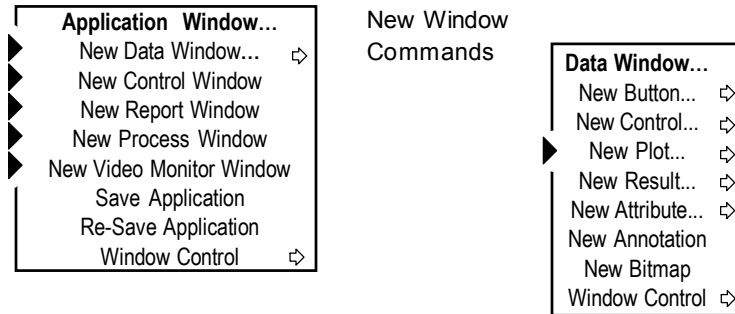 Application Window...
New Data Window...
New Control Window
New Report Window
New Process Window
New Video Monitor Window
Save Application
Re-Save Application
Window Control
New Window
Commands
Data Window...
New Button...
New Control...
New Plot...
New Result...
New Attribute...
New Annotation
New Bitmap
Window Control